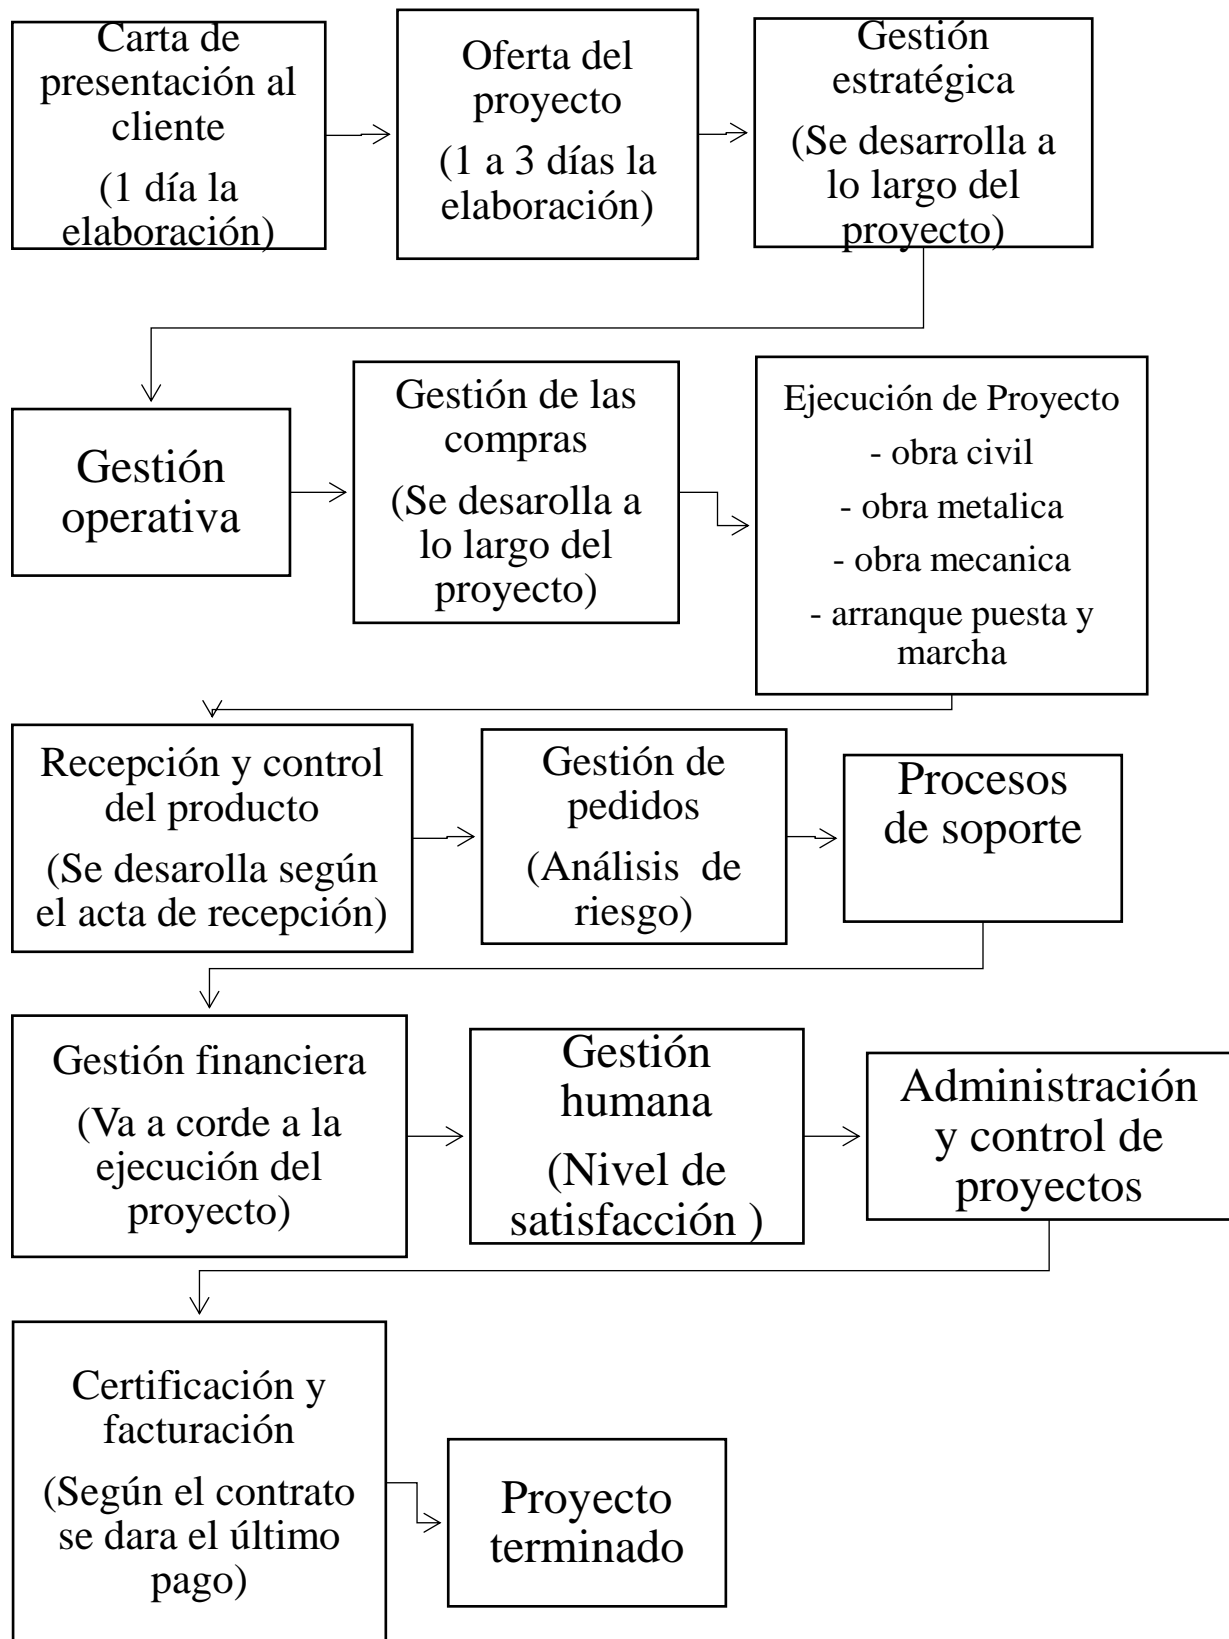 Carta de
presentación al
cliente
(1 día la
elaboración)
Oferta del
proyecto
(1 a 3 días la
elaboración)
Gestión
estratégica
(Se desarrolla a
lo largo del
proyecto)
Gestión
operativa
Gestión de las
compras
(Se desarolla a
lo largo del
proyecto)
Ejecución de Proyecto
- obra civil
- obra metalica
- obra mecanica
- arranque puesta y
marcha
Recepción y control
del producto
(Se desarolla según
el acta de recepción)
Gestión de
pedidos
(Análisis de
riesgo)
Procesos
de soporte
Gestión financiera
(Va a corde a la
ejecución del
proyecto)
Gestión
humana
(Nivel de
satisfacción )
Administración
y control de
proyectos
Certificación y
facturación
(Según el contrato
se dara el último
pago)
Proyecto
terminado